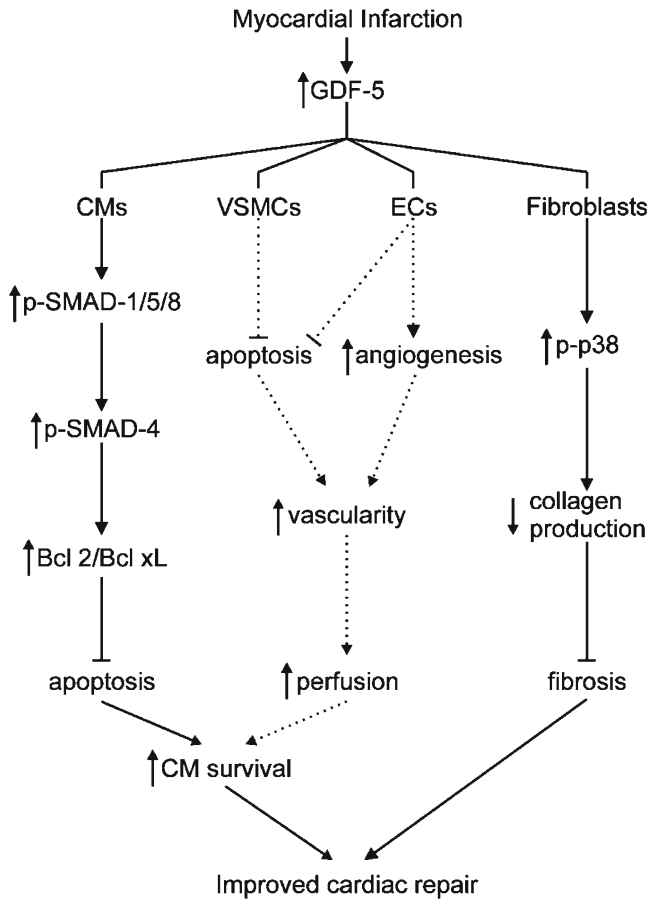 Myocardial Infarction
↑GDF-5
CMs VSMCs ECs Fibroblasts
↑p-SMAD-1/5/8
apoptosis ↑angiogenesis ↑p-p38
↑p-SMAD-4
↑vascularity ↓collagen
production
↑Bcl 2/Bcl xL
apoptosis ↑perfusion fibrosis
↑CM survival
Improved cardiac repair